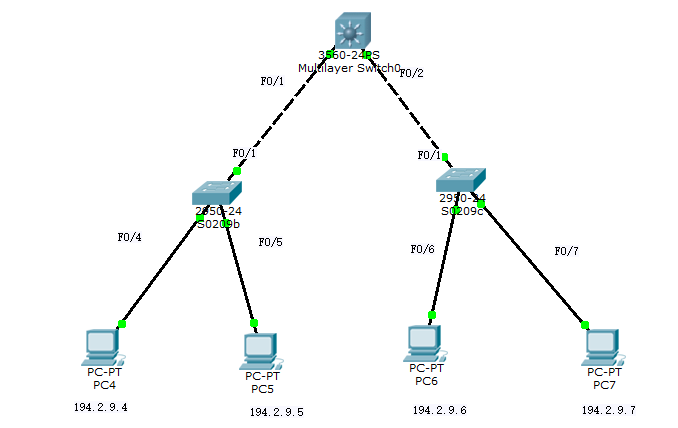 3560-24PS
Multilayer Switch0
F0/1
F0/2
F0/1
F0/1
2950-24
S0209b
2950-24
S0209c
F0/4
F0/5
F0/6
F0/7
PC-PT
PC4
PC-PT
PC5
PC-PT
PC6
PC-PT
PC7
194.2.9.4
194.2.9.5
194.2.9.6
194.2.9.7